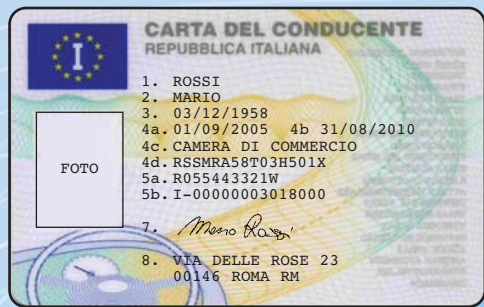 I
CARTA DEL CONDUCENTE
REPUBBLICA ITALIANA
1. ROSSI
2. MARIO
3. 03/12/1958
4a. 01/09/2005 4b 31/08/2010
4c. CAMERA DI COMMERCIO
4d. RSSMRA58T03H501X
5a. R055443321W
5b. I-00000003018000
FOTO
7. Mario Rossi
8. VIA DELLE ROSE 23
00146 ROMA RM